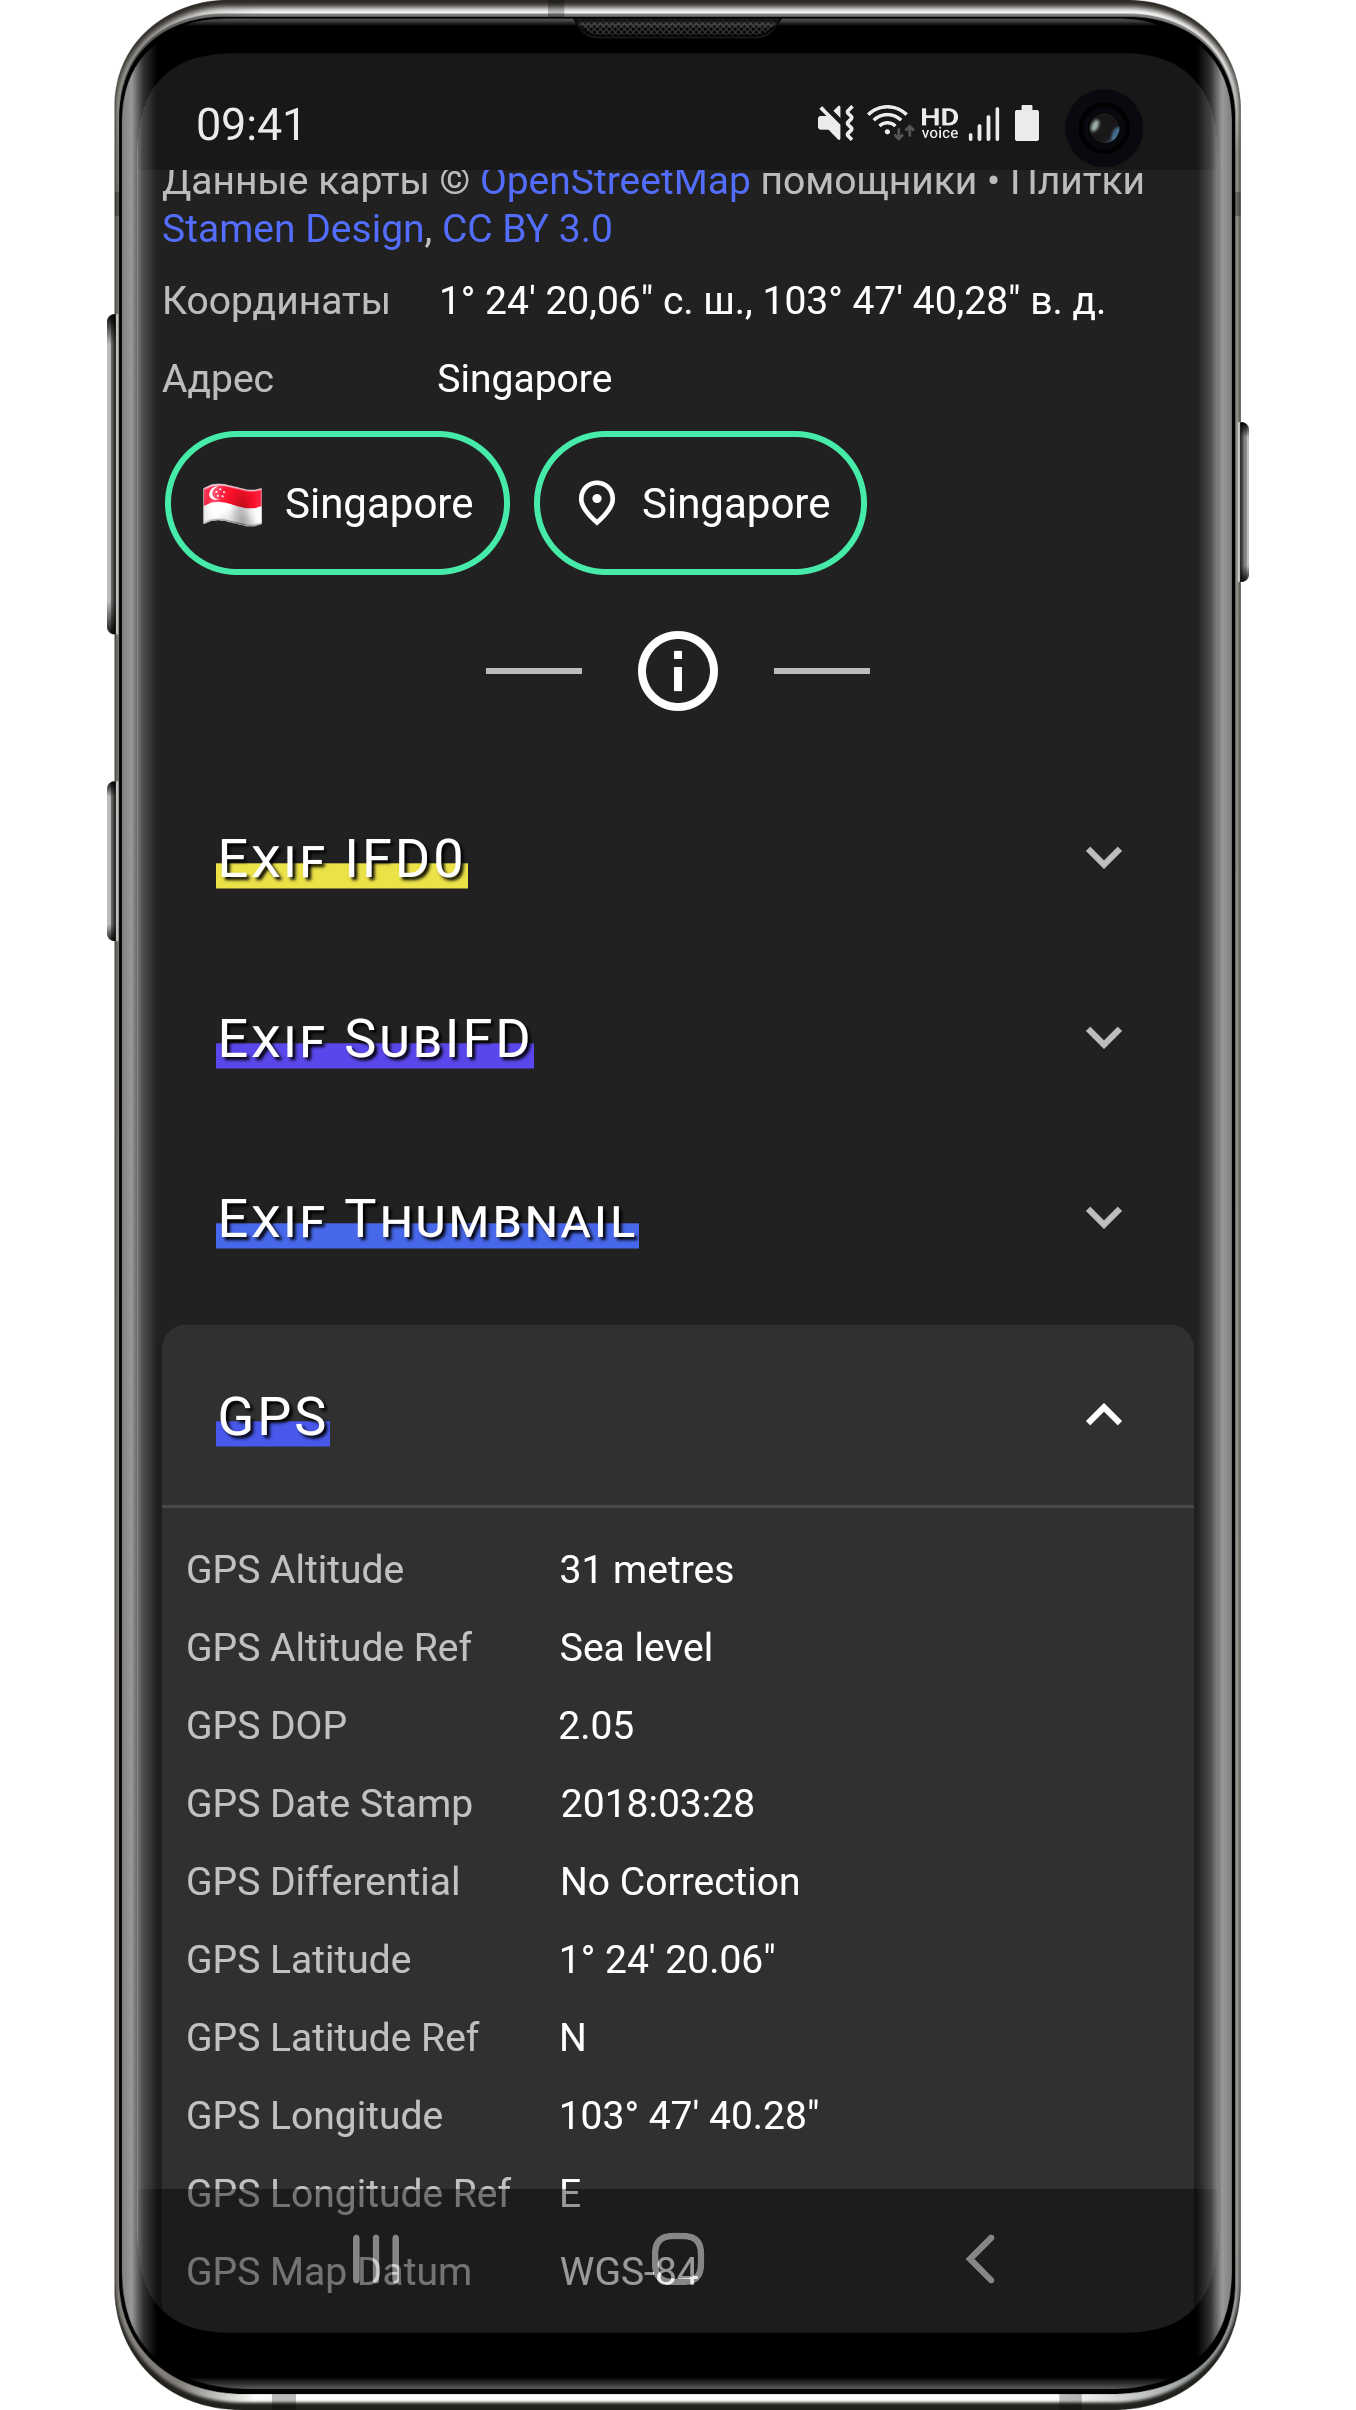 09:41
HD
voice
Данные карты © OpenStreetMap помощники • Плитки
Stamen Design, CC BY 3.0
Координаты 1° 24' 20,06" с. ш., 103° 47' 40,28" в. д.
Адрес Singapore
Singapore Singapore
Exif IFD0
Exif SubIFD
Exif Thumbnail
GPS
GPS Altitude 31 metres
GPS Altitude Ref Sea level
GPS DOP 2.05
GPS Date Stamp 2018:03:28
GPS Differential No Correction
GPS Latitude 1° 24' 20.06"
GPS Latitude Ref N
GPS Longitude 103° 47' 40.28"
GPS Longitude Ref E
GPS Map Datum WGS-84